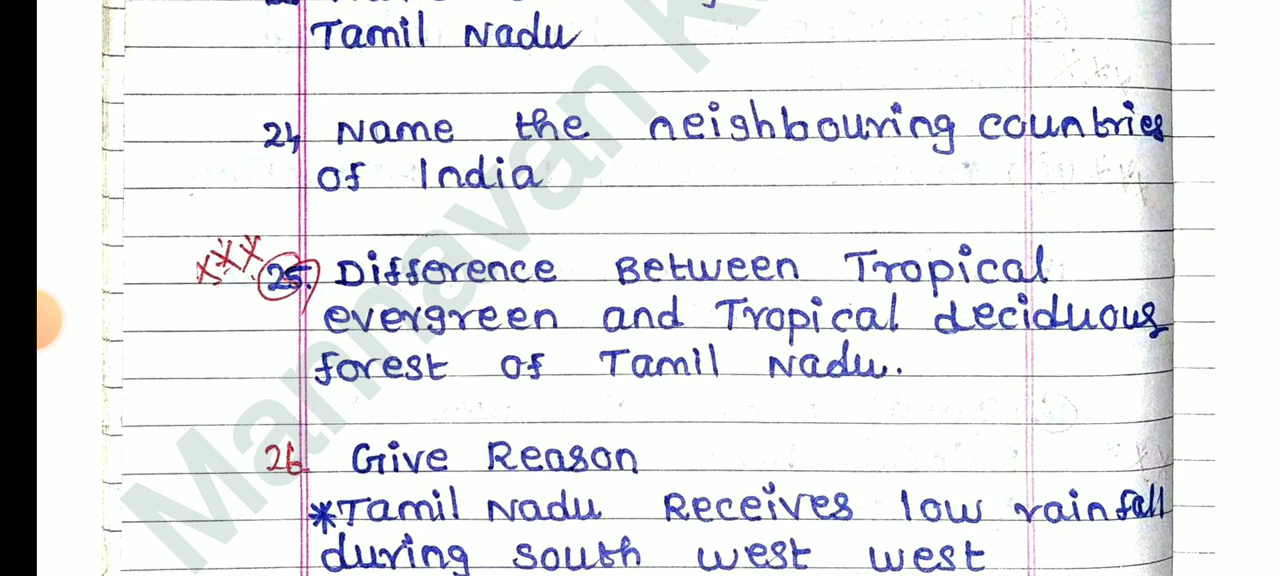 Tamil Nadu
24, Name the neighbouring countries
of India
xxx 25. Difference Between Tropical
evergreen and Tropical deciduous
forest of Tamil Nadu.
26 Give Reason
*Tamil Nadu Receives low rainfall
during south west west
Mannavan